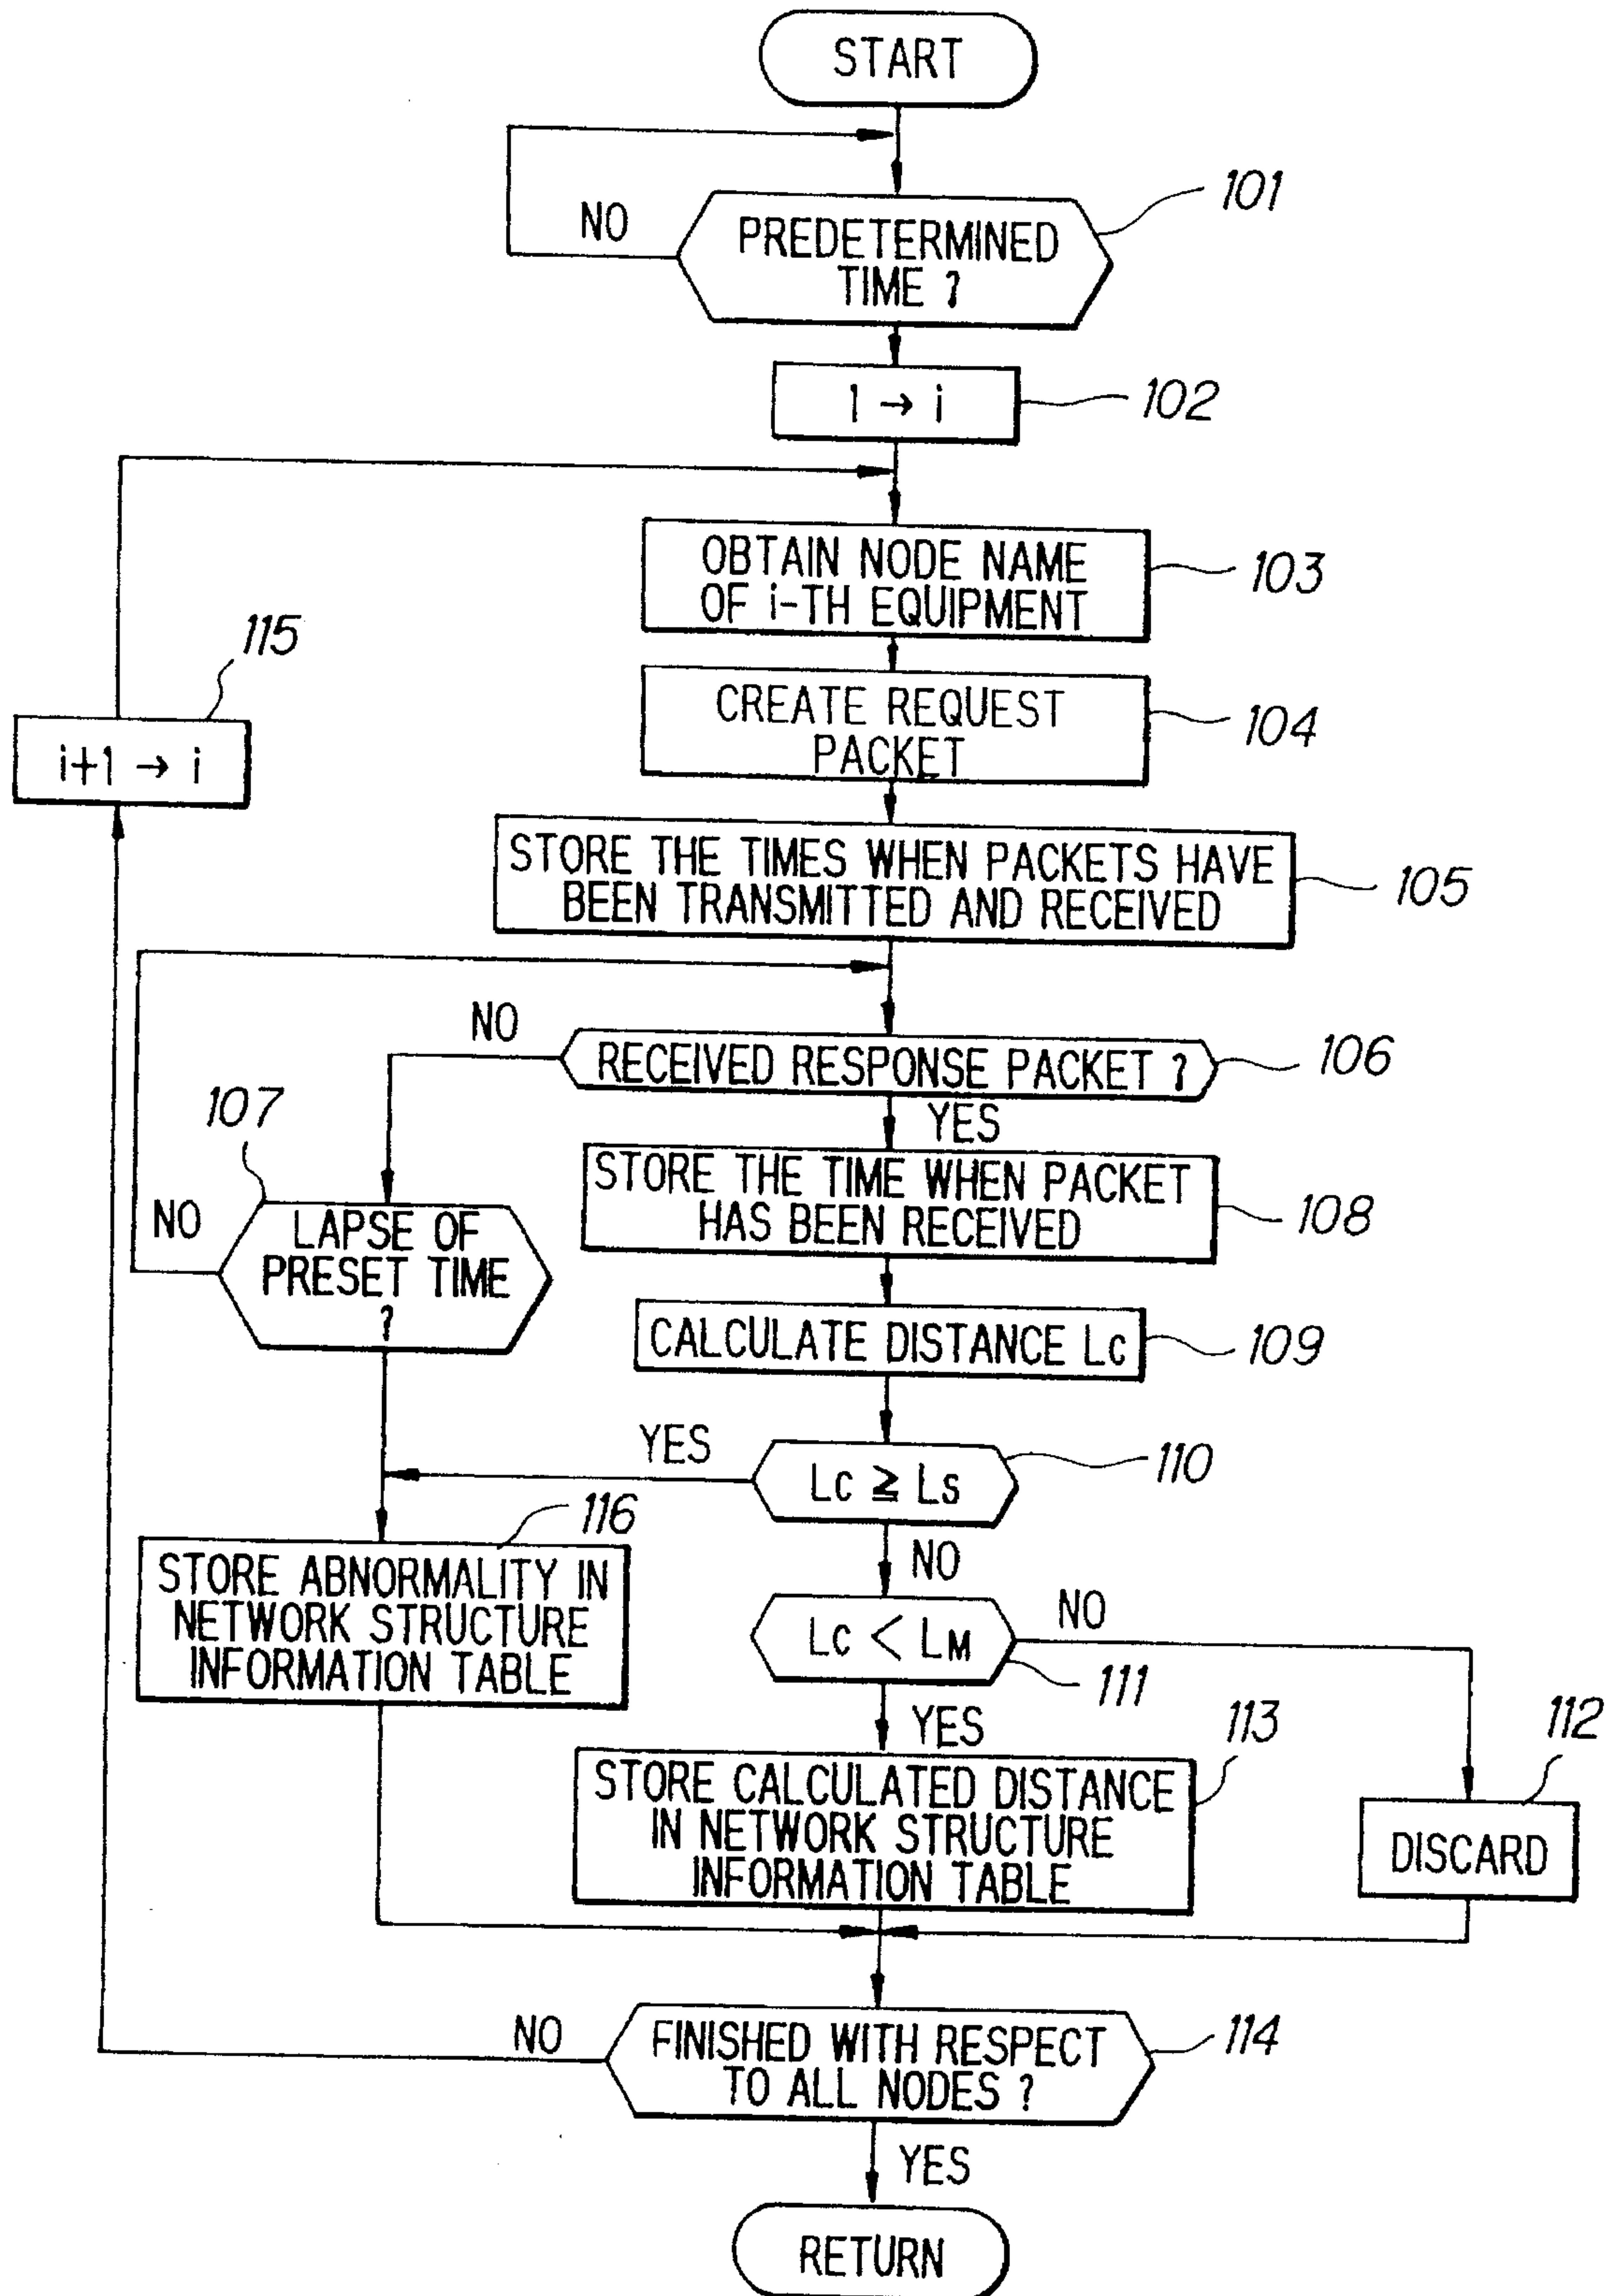 START
NO
PREDETERMINED
TIME ?
101
1 → i
102
OBTAIN NODE NAME
OF i-TH EQUIPMENT
103
115
CREATE REQUEST
PACKET
104
i+1 → i
STORE THE TIMES WHEN PACKETS HAVE
BEEN TRANSMITTED AND RECEIVED
105
NO
RECEIVED RESPONSE PACKET ?
106
YES
107
STORE THE TIME WHEN PACKET
HAS BEEN RECEIVED
108
NO
LAPSE OF
PRESET TIME
?
CALCULATE DISTANCE Lc
109
YES
Lc ≧ Ls
110
NO
116
STORE ABNORMALITY IN
NETWORK STRUCTURE
INFORMATION TABLE
Lc < LM
NO
111
YES
113
112
STORE CALCULATED DISTANCE
IN NETWORK STRUCTURE
INFORMATION TABLE
DISCARD
NO
FINISHED WITH RESPECT
TO ALL NODES ?
114
YES
RETURN